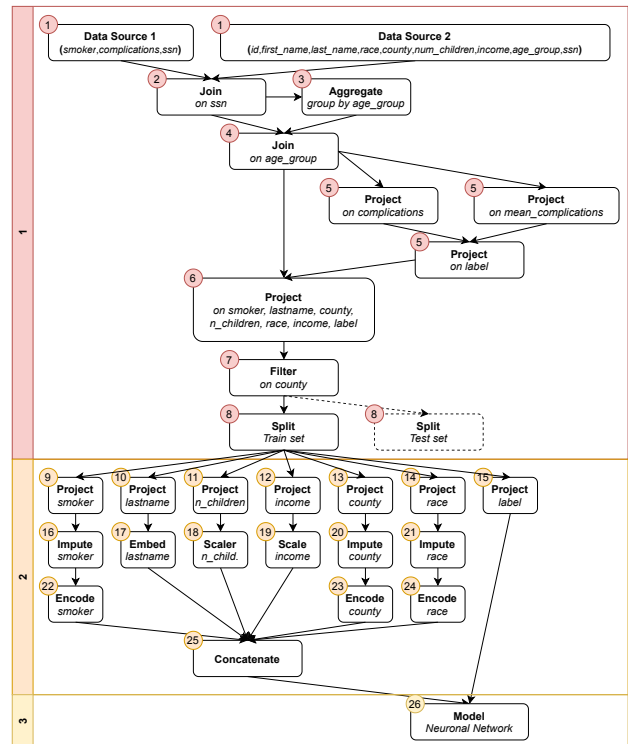 1
Data Source 1
(smoker,complications,ssn)
1
Data Source 2
(id,first_name,last_name,race,county,num_children,income,age_group,ssn)
2
Join
on ssn
3
Aggregate
group by age_group
4
Join
on age_group
5
Project
on complications
5
Project
on mean_complications
5
Project
on label
1
6
Project
on smoker, lastname, county,
n_children, race, income, label
7
Filter
on county
8
Split
Train set
8
Split
Test set
9
Project
smoker
10
Project
lastname
11
Project
n_children
12
Project
income
13
Project
county
14
Project
race
15
Project
label
16
Impute
smoker
17
Embed
lastname
18
Scaler
n_child.
19
Scale
income
20
Impute
county
21
Impute
race
2
22
Encode
smoker
23
Encode
county
24
Encode
race
25
Concatenate
3
26
Model
Neuronal Network